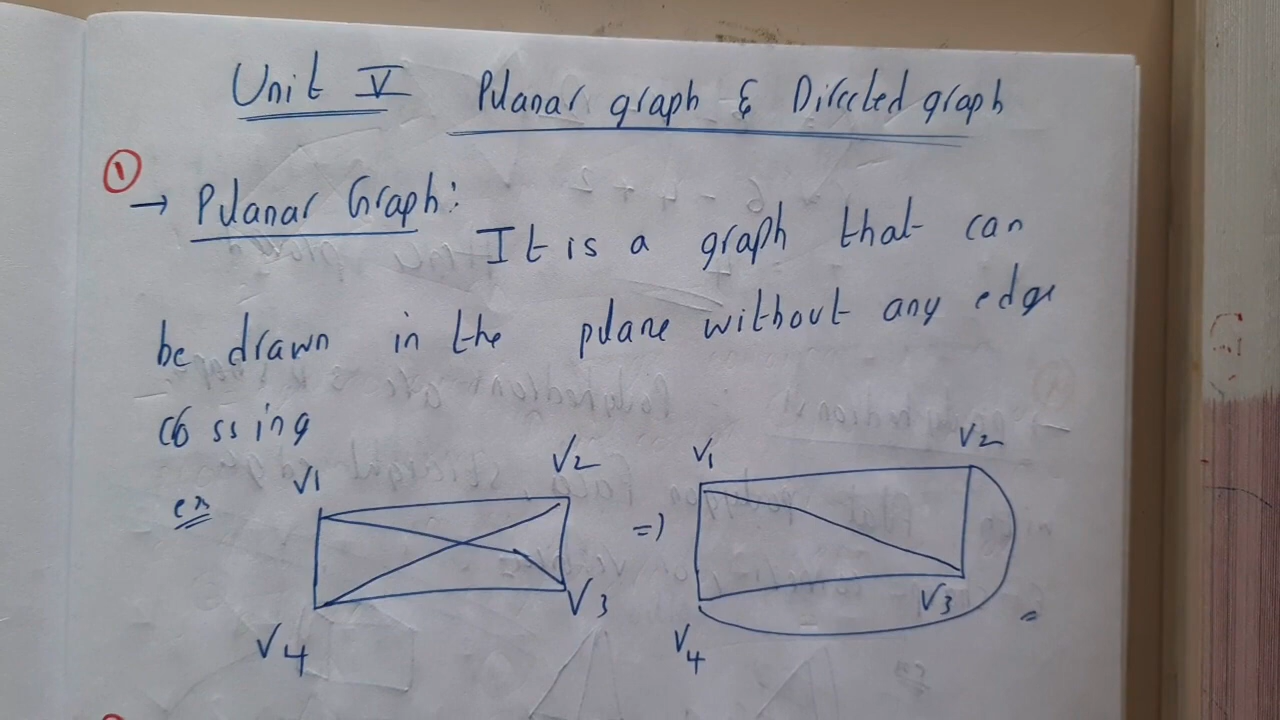 Unit V Planar graph & Directed graph
①
→ Planar Graph:
It is a graph that can
be drawn in the plane without any edge
crossing
ex
V1 V2 V1 V2
=)
V3 V3
V4 V4